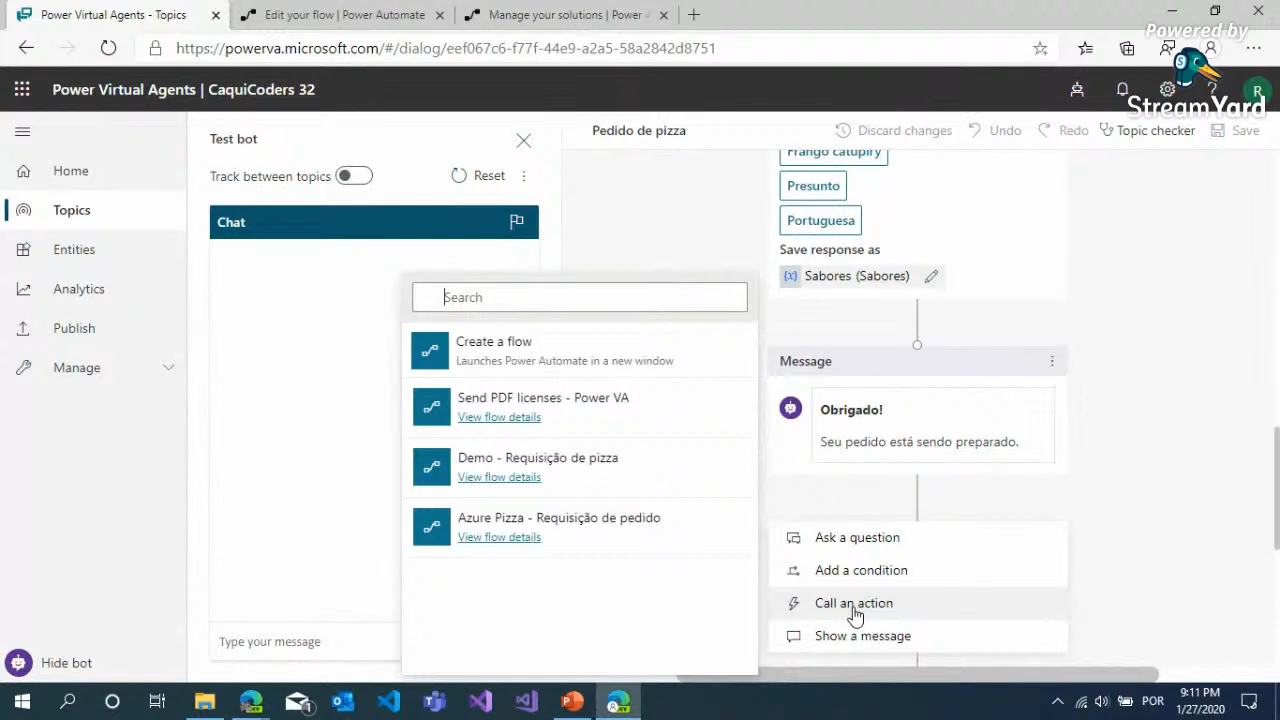 Power Virtual Agents - Topics
Edit your flow | Power Automate
Manage your solutions | Power A
https://powerva.microsoft.com/#/dialog/eef067c6-f77f-44e9-a2a5-58a2842d8751
Powered by
StreamYard
Power Virtual Agents | CaquiCoders 32
R
Home
Topics
Entities
Analytics
Publish
Manage
Hide bot
Test bot
Track between topics
Reset
Chat
Type your message
Search
Create a flow
Launches Power Automate in a new window
Send PDF licenses - Power VA
View flow details
Demo - Requisição de pizza
View flow details
Azure Pizza - Requisição de pedido
View flow details
Pedido de pizza
Discard changes
Undo
Redo
Topic checker
Save
Frango catupiry
Presunto
Portuguesa
Save response as
{x} Sabores (Sabores)
Message
Obrigado!
Seu pedido está sendo preparado.
Ask a question
Add a condition
Call an action
Show a message
POR
9:11 PM
1/27/2020